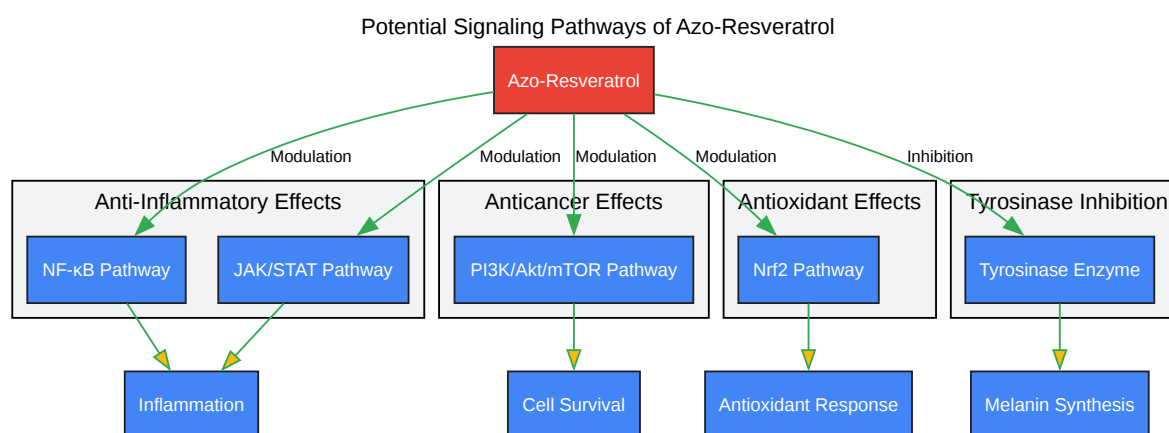 Potential Signaling Pathways of Azo-Resveratrol
Azo-Resveratrol
Modulation
Modulation
Modulation
Modulation
Inhibition
Anti-Inflammatory Effects
Anticancer Effects
Antioxidant Effects
Tyrosinase Inhibition
NF-κB Pathway
JAK/STAT Pathway
PI3K/Akt/mTOR Pathway
Nrf2 Pathway
Tyrosinase Enzyme
Inflammation
Cell Survival
Antioxidant Response
Melanin Synthesis